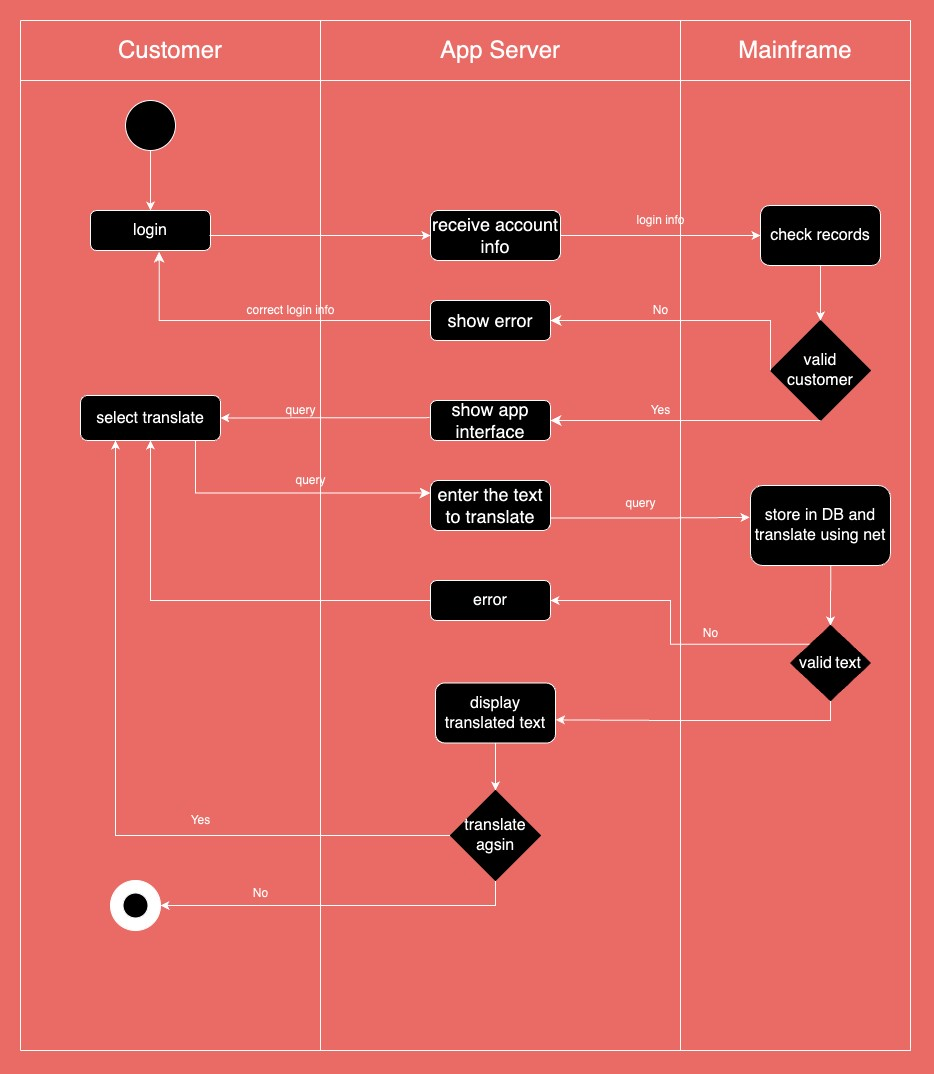 Customer
App Server
Mainframe
login
receive account
info
login info
check records
correct login info
show error
No
valid
customer
select translate
query
show app
interface
Yes
query
enter the text
to translate
query
store in DB and
translate using net
error
No
valid text
display
translated text
Yes
translate
agsin
No